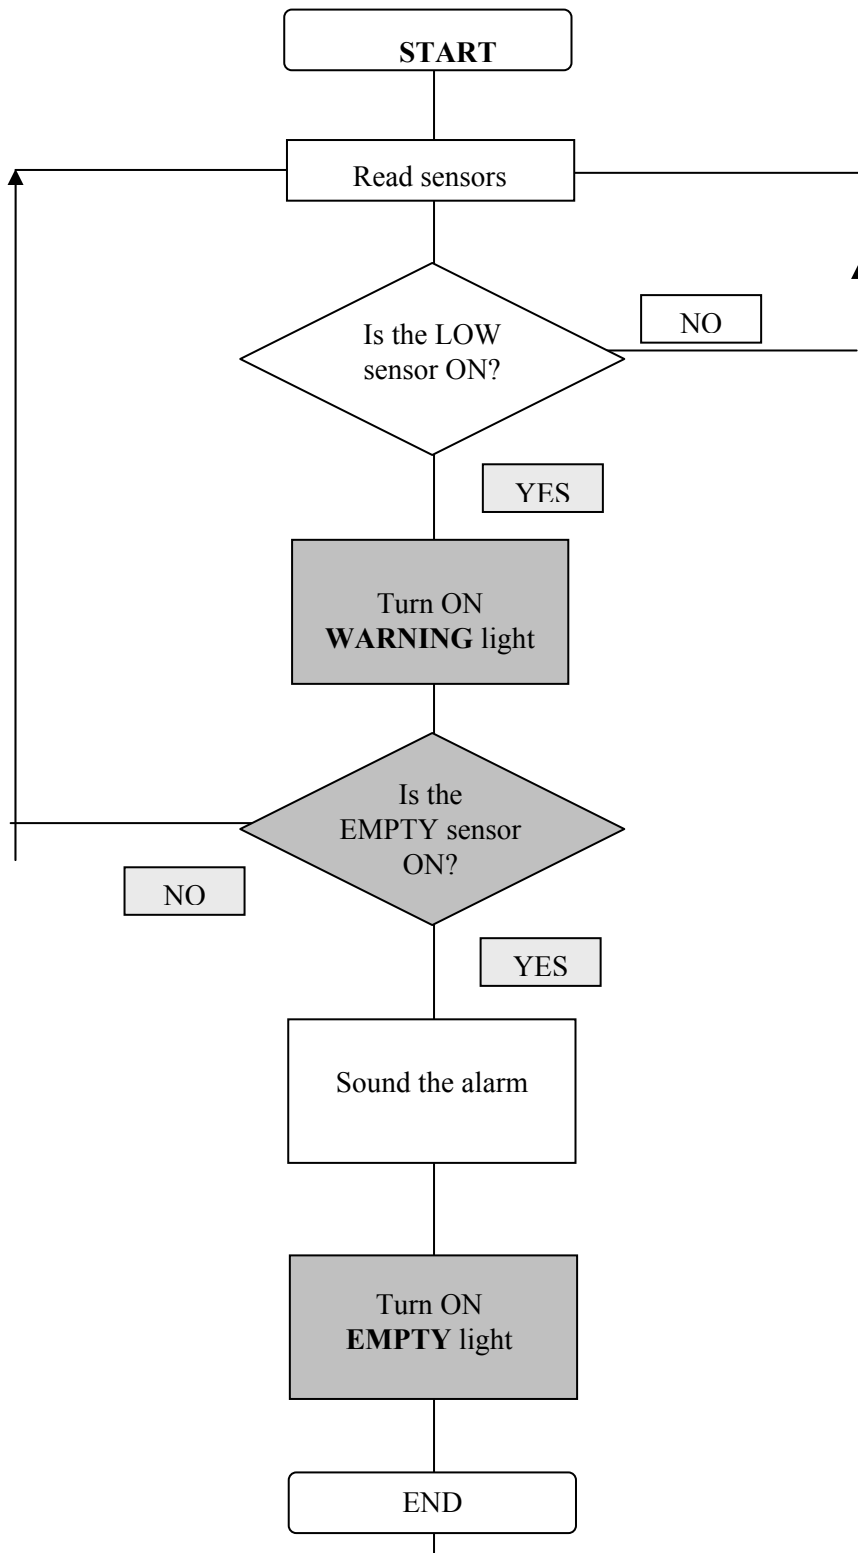 START
Read sensors
Is the LOW
sensor ON?
NO
YES
Turn ON
WARNING light
Is the
EMPTY sensor
ON?
NO
YES
Sound the alarm
Turn ON
EMPTY light
END